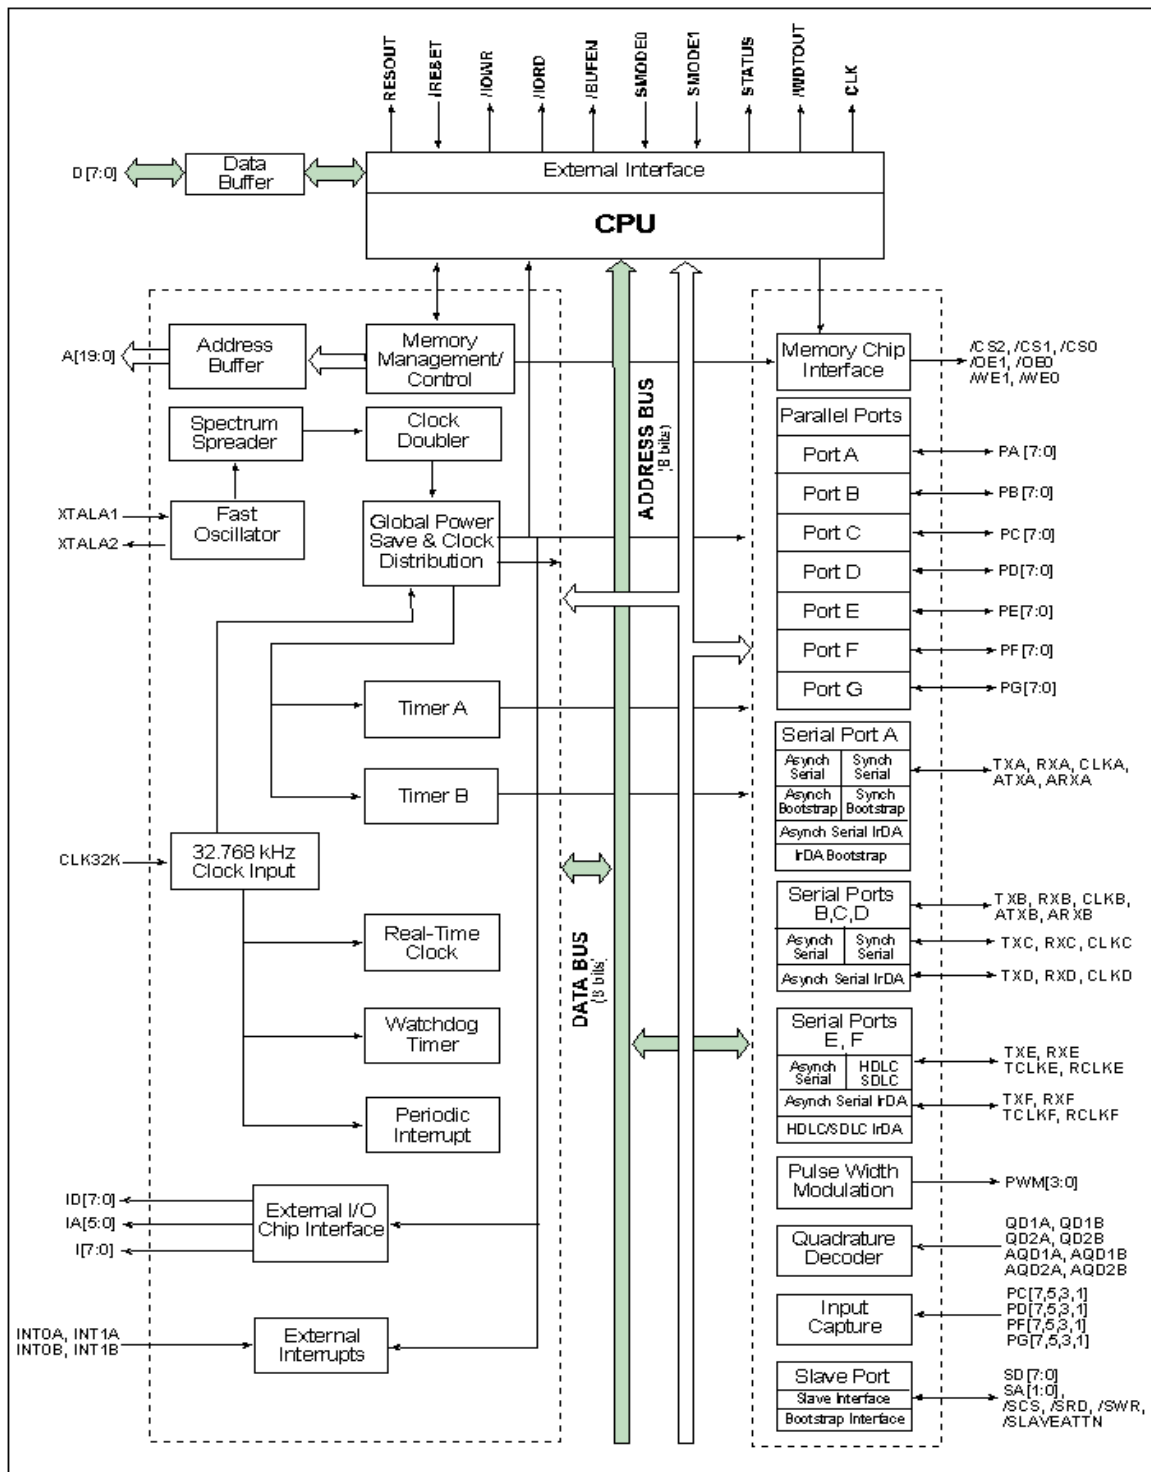 RESOUT
/RESET
/IOWR
/IORD
/BUFEN
SMODE0
SMODE1
STATUS
/WDTOUT
CLK
D[7:0]
Data
Buffer
External Interface
CPU
A[19:0]
Address
Buffer
Memory
Management/
Control
Memory Chip
Interface
/CS2, /CS1, /CS0
/OE1, /OE0
/WE1, /WE0
Spectrum
Spreader
Clock
Doubler
XTALA1
XTALA2
Fast
Oscillator
Global Power
Save & Clock
Distribution
ADDRESS BUS
(8 bits)
Parallel Ports
Port A
PA [7:0]
Port B
PB [7:0]
Port C
PC [7:0]
Port D
PD [7:0]
Port E
PE [7:0]
Port F
PF [7:0]
Port G
PG [7:0]
Timer A
Timer B
Serial Port A
Asynch
Serial
Synch
Serial
Asynch
Bootstrap
Synch
Bootstrap
Asynch Serial IrDA
IrDA Bootstrap
TXA, RXA, CLKA,
ATXA, ARXA
CLK32K
32.768 kHz
Clock Input
DATA BUS
(8 bits)
Serial Ports
B,C,D
Asynch
Serial
Synch
Serial
Asynch Serial IrDA
TXB, RXB, CLKB,
ATXB, ARXB
TXC, RXC, CLKC
TXD, RXD, CLKD
Real-Time
Clock
Watchdog
Timer
Periodic
Interrupt
Serial Ports
E, F
Asynch
Serial
HDLC
SDLC
Asynch Serial IrDA
HDLC/SDLC IrDA
TXE, RXE
TCLKE, RCLKE
TXF, RXF
TCLKF, RCLKF
Pulse Width
Modulation
PWM[3:0]
ID[7:0]
IA[5:0]
I[7:0]
External I/O
Chip Interface
Quadrature
Decoder
QD1A, QD1B
QD2A, QD2B
AQD1A, AQD1B
AQD2A, AQD2B
Input
Capture
PC[7,5,3,1]
PD[7,5,3,1]
PF[7,5,3,1]
PG[7,5,3,1]
INT0A, INT1A
INT0B, INT1B
External
Interrupts
Slave Port
Slave Interface
Bootstrap Interface
SD[7:0]
SA[1:0],
/SCS, /SRD, /SWR,
/SLAVEATTN